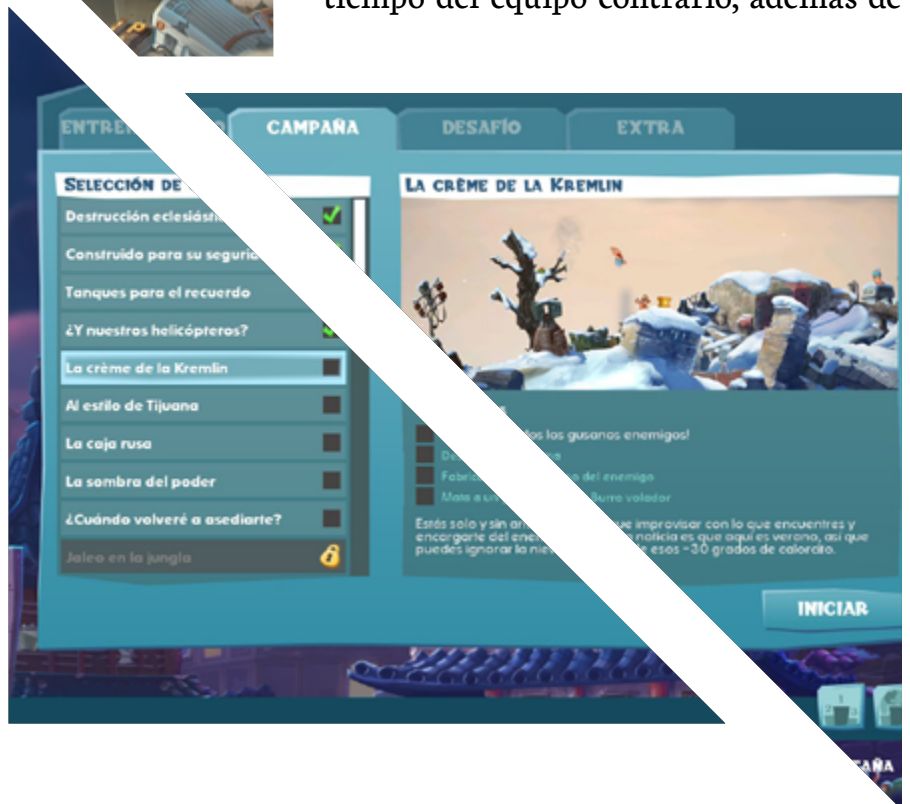 tiempo del equipo contrario, además de
CAMPAÑA
DESAFÍO
EXTRA
SELECCIÓN DE
Destrucción
Construido para su
Tanques para el recuerdo
¿Y nuestros helicópteros?
La crème de la Kremlin
Al estilo de Tijuana
La caja rusa
La sombra del poder
¿Cuándo volveré a asediarte?
Jaleo en la jungla
LA CRÈME DE LA KREMLIN
los gusanos enemigos!
del enemigo
Mata a
Burro volador
Estás solo y sin
que improvisar con lo que encuentres y
encargarte del
noticia es que aquí es verano, así que
puedes ignorar la
esos -30 grados de calorcito.
INICIAR